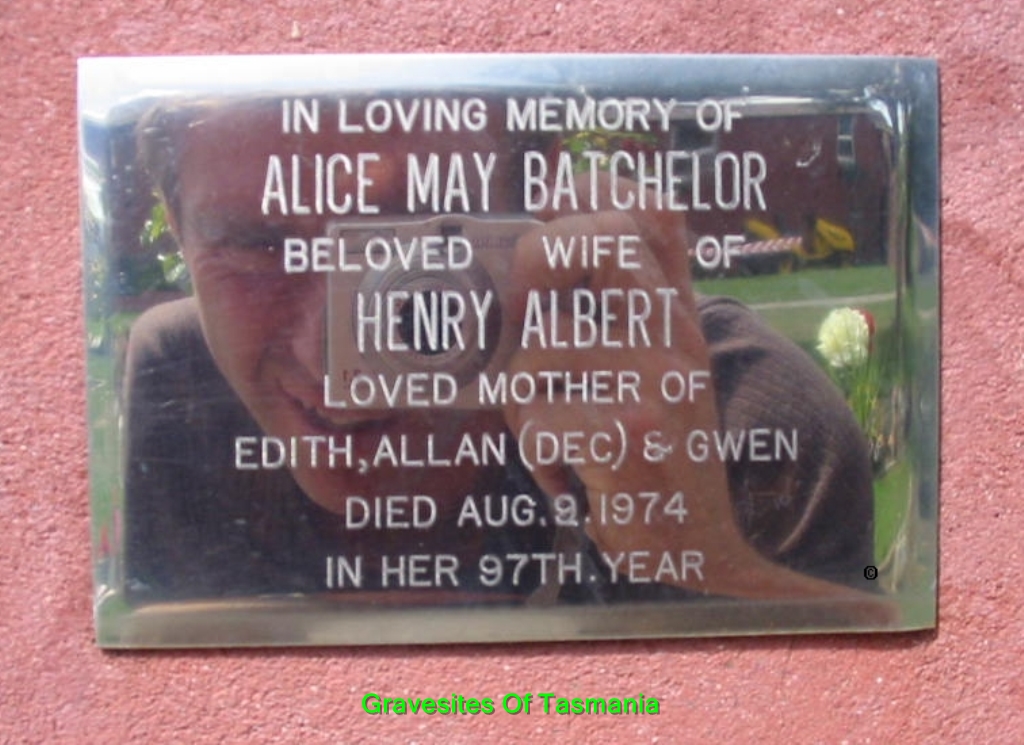 IN LOVING MEMORY OF
ALICE MAY BATCHELOR
BELOVED WIFE OF
HENRY ALBERT
LOVED MOTHER OF
EDITH, ALLAN (DEC) & GWEN
DIED AUG. 9. 1974
IN HER 97TH. YEAR
©
Gravesites Of Tasmania